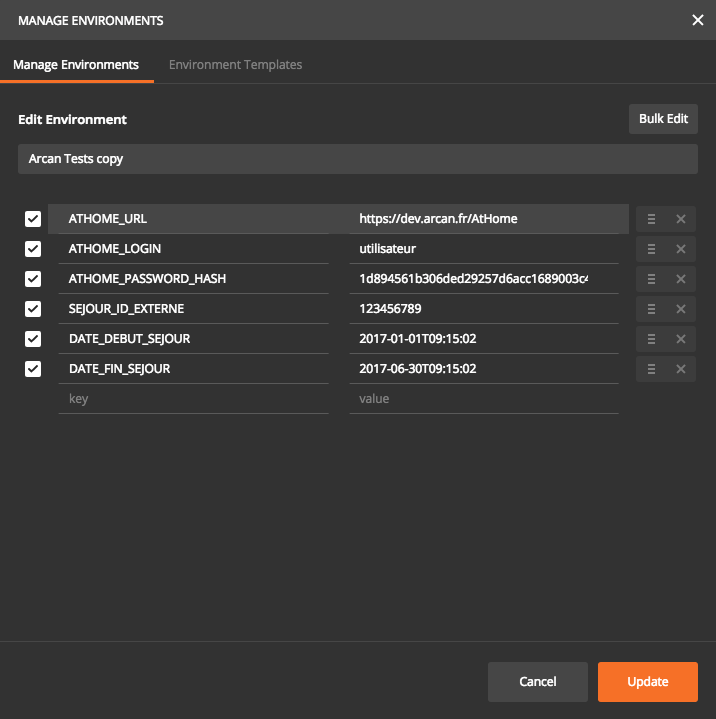 MANAGE ENVIRONMENTS
Manage Environments Environment Templates
Edit Environment Bulk Edit
Arcan Tests copy
ATHOME_URL https://dev.arcan.fr/AtHome
ATHOME_LOGIN utilisateur
ATHOME_PASSWORD_HASH 1d894561b306ded29257d6acc1689003c4
SEJOUR_ID_EXTERNE 123456789
DATE_DEBUT_SEJOUR 2017-01-01T09:15:02
DATE_FIN_SEJOUR 2017-06-30T09:15:02
key value
Cancel Update